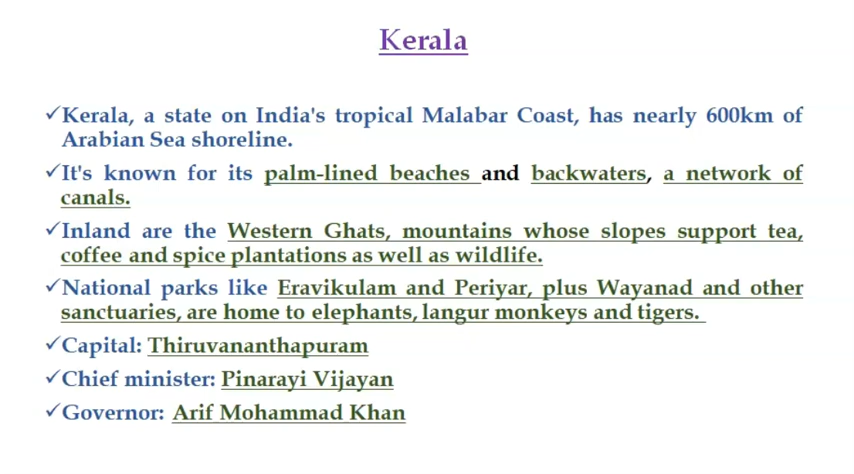 Kerala
✓Kerala, a state on India's tropical Malabar Coast, has nearly 600km of
Arabian Sea shoreline.
✓It's known for its palm-lined beaches and backwaters, a network of
canals.
✓Inland are the Western Ghats, mountains whose slopes support tea,
coffee and spice plantations as well as wildlife.
✓National parks like Eravikulam and Periyar, plus Wayanad and other
sanctuaries, are home to elephants, langur monkeys and tigers.
✓Capital: Thiruvananthapuram
✓Chief minister: Pinarayi Vijayan
✓Governor: Arif Mohammad Khan